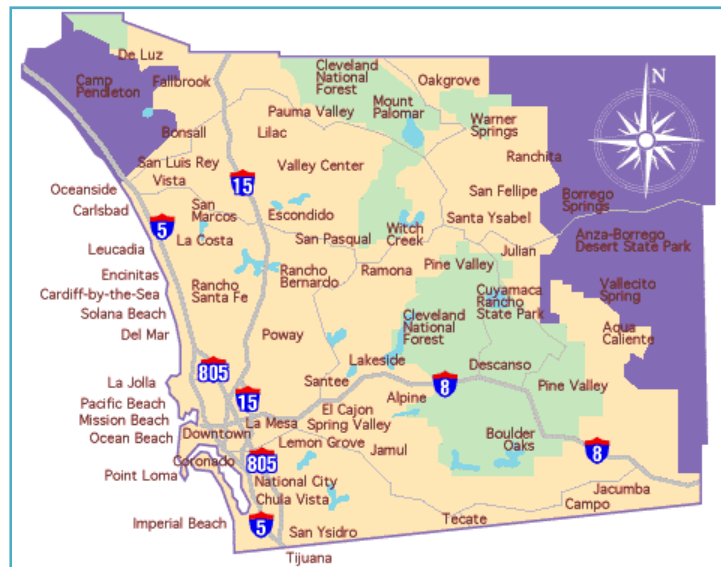 De Luz
Cleveland
National
Forest
Oakgrove
N
Camp
Pendleton
Fallbrook
Mount
Palomar
Pauma Valley
Warner
Springs
Bonsall
Lilac
Ranchita
San Luis Rey
Valley Center
Vista
15
Oceanside
San Fellipe
Borrego
Springs
Carlsbad
San
Marcos
Escondido
Santa Ysabel
5
Witch
Creek
Anza-Borrego
Desert State Park
La Costa
San Pasqual
Leucadia
Julian
Pine Valley
Encinitas
Rancho
Bernardo
Ramona
Rancho
Santa Fe
Cuyamaca
Rancho
State Park
Vallecito
Spring
Cardiff-by-the-Sea
Solana Beach
Cleveland
National
Forest
Aqua
Caliente
Del Mar
Poway
Lakeside
Descanso
805
La Jolla
Santee
8
Pine Valley
15
Alpine
Pacific Beach
El Cajon
Mission Beach
La Mesa
Spring Valley
Ocean Beach
Downtown
Lemon Grove
Jamul
Boulder
Oaks
8
Coronado
805
Point Loma
National City
Jacumba
Chula Vista
Campo
Imperial Beach
5
Tecate
San Ysidro
Tijuana